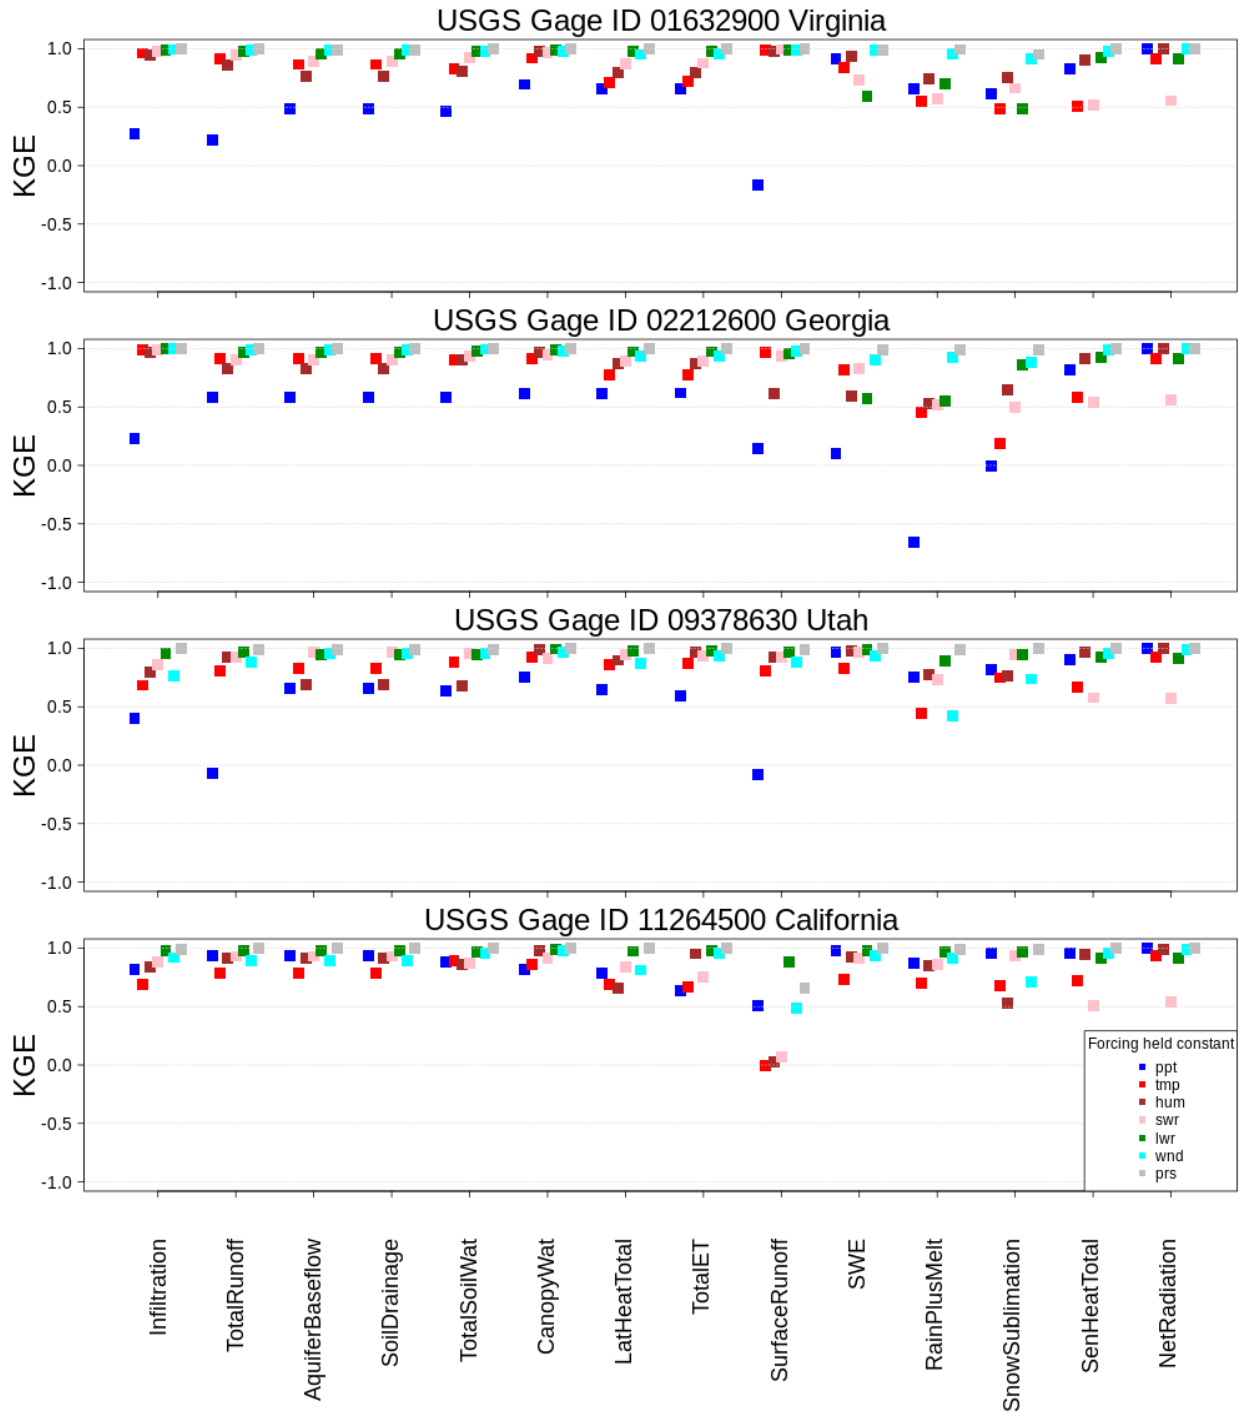 USGS Gage ID 01632900 Virginia
KGE
1.0
0.5
0.0
-0.5
-1.0
USGS Gage ID 02212600 Georgia
KGE
1.0
0.5
0.0
-0.5
-1.0
USGS Gage ID 09378630 Utah
KGE
1.0
0.5
0.0
-0.5
-1.0
USGS Gage ID 11264500 California
KGE
1.0
0.5
0.0
-0.5
-1.0
Forcing held constant
ppt
tmp
hum
swr
lwr
wnd
prs
Infiltration
TotalRunoff
AquiferBaseflow
SoilDrainage
TotalSoilWat
CanopyWat
LatHeatTotal
TotalET
SurfaceRunoff
SWE
RainPlusMelt
SnowSublimation
SenHeatTotal
NetRadiation